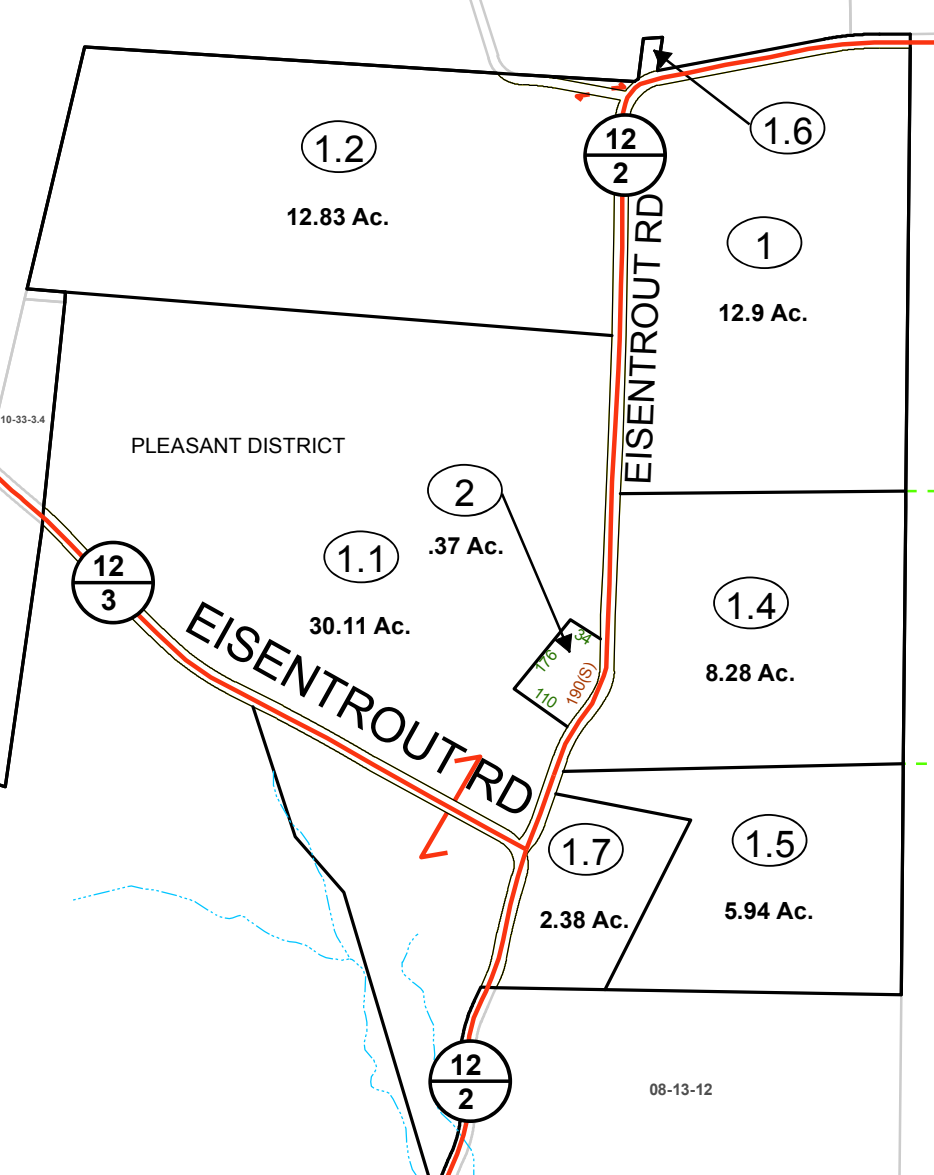 1.2
12.83 Ac.
12
2
1.6
EISENTROUT RD
1
12.9 Ac.
10-33-3.4
PLEASANT DISTRICT
2
.37 Ac.
1.1
30.11 Ac.
12
3
EISENTROUT RD
34
176
110
190(S)
1.4
8.28 Ac.
1.7
2.38 Ac.
1.5
5.94 Ac.
12
2
08-13-12